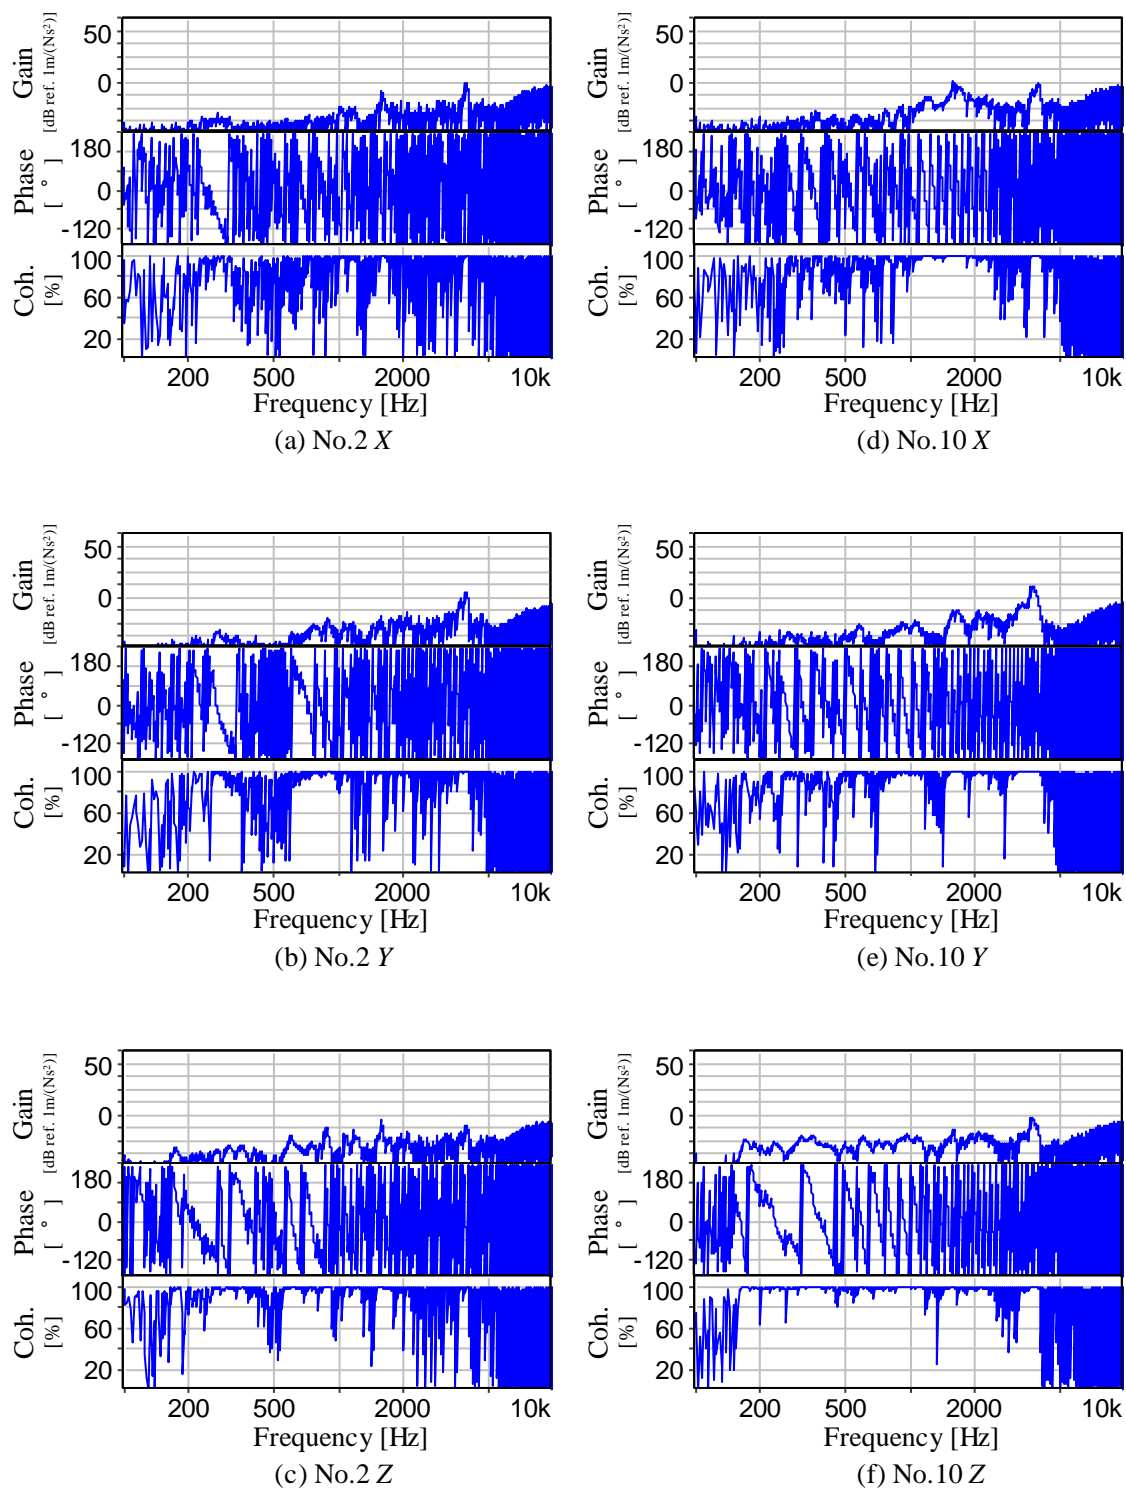 Gain
[dB ref. 1m/(Ns²)]
50
0
Phase
[ ° ]
180
0
-120
Coh.
[%]
100
60
20
200 500 2000 10k
Frequency [Hz]
(a) No.2 X
Gain
[dB ref. 1m/(Ns²)]
50
0
Phase
[ ° ]
180
0
-120
Coh.
[%]
100
60
20
200 500 2000 10k
Frequency [Hz]
(d) No.10 X
Gain
[dB ref. 1m/(Ns²)]
50
0
Phase
[ ° ]
180
0
-120
Coh.
[%]
100
60
20
200 500 2000 10k
Frequency [Hz]
(b) No.2 Y
Gain
[dB ref. 1m/(Ns²)]
50
0
Phase
[ ° ]
180
0
-120
Coh.
[%]
100
60
20
200 500 2000 10k
Frequency [Hz]
(e) No.10 Y
Gain
[dB ref. 1m/(Ns²)]
50
0
Phase
[ ° ]
180
0
-120
Coh.
[%]
100
60
20
200 500 2000 10k
Frequency [Hz]
(c) No.2 Z
Gain
[dB ref. 1m/(Ns²)]
50
0
Phase
[ ° ]
180
0
-120
Coh.
[%]
100
60
20
200 500 2000 10k
Frequency [Hz]
(f) No.10 Z